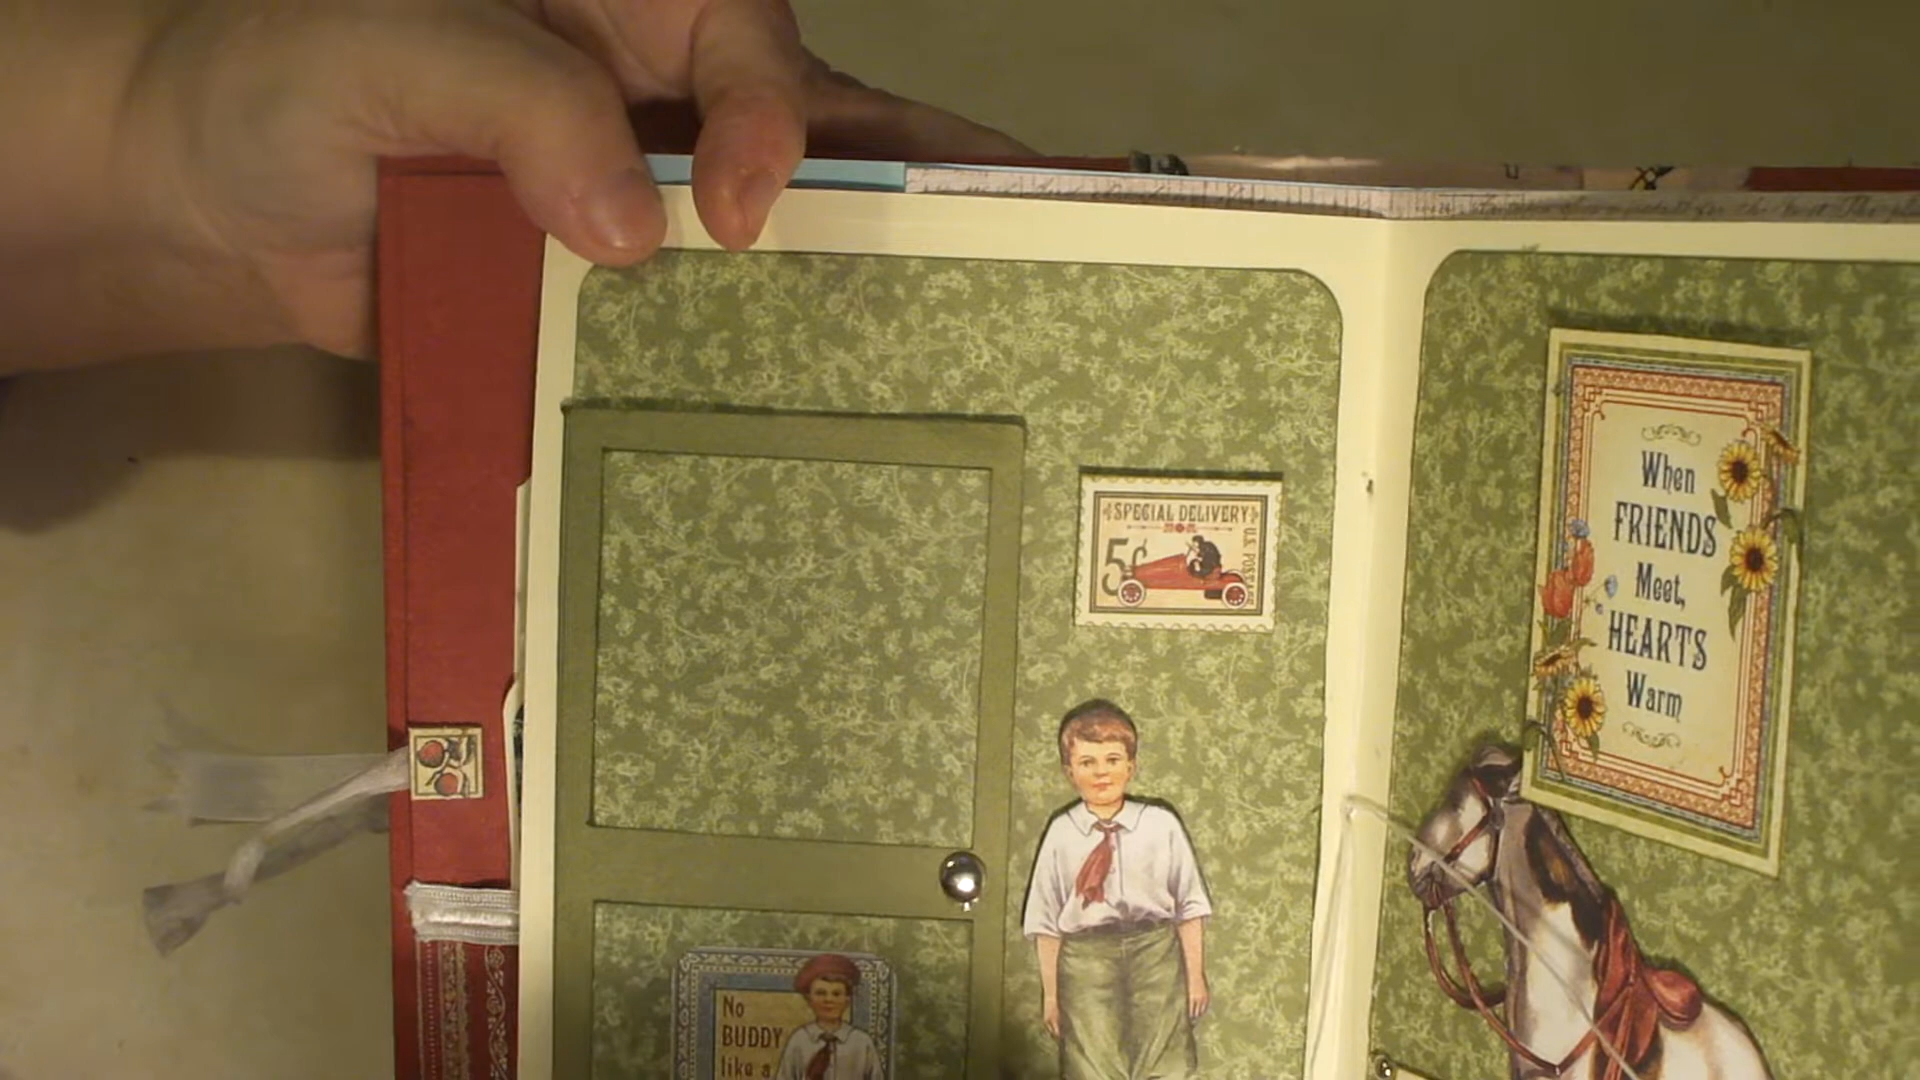 SPECIAL DELIVERY
5¢
U.S. POSTAGE
When
FRIENDS
Meet,
HEARTS
Warm
No
BUDDY
like a